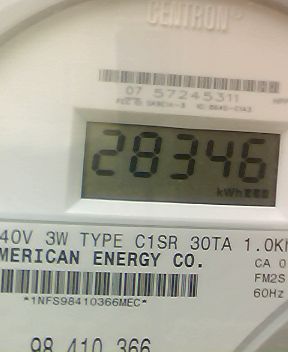 CENTRON®
07 57245311
28346
kWh
40V 3W TYPE C1SR 30TA 1.0K
MERICAN ENERGY CO.
CA 0
FM2S
*1NFS98410366MEC*
60Hz
98 410 366